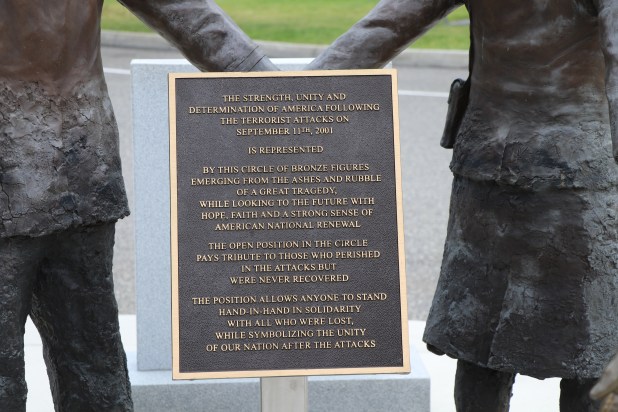 THE STRENGTH, UNITY AND
DETERMINATION OF AMERICA FOLLOWING
THE TERRORIST ATTACKS ON
SEPTEMBER 11TH, 2001
IS REPRESENTED
BY THIS CIRCLE OF BRONZE FIGURES
EMERGING FROM THE ASHES AND RUBBLE
OF A GREAT TRAGEDY,
WHILE LOOKING TO THE FUTURE WITH
HOPE, FAITH AND A STRONG SENSE OF
AMERICAN NATIONAL RENEWAL
THE OPEN POSITION IN THE CIRCLE
PAYS TRIBUTE TO THOSE WHO PERISHED
IN THE ATTACKS BUT
WERE NEVER RECOVERED
THE POSITION ALLOWS ANYONE TO STAND
HAND-IN-HAND IN SOLIDARITY
WITH ALL WHO WERE LOST,
WHILE SYMBOLIZING THE UNITY
OF OUR NATION AFTER THE ATTACKS